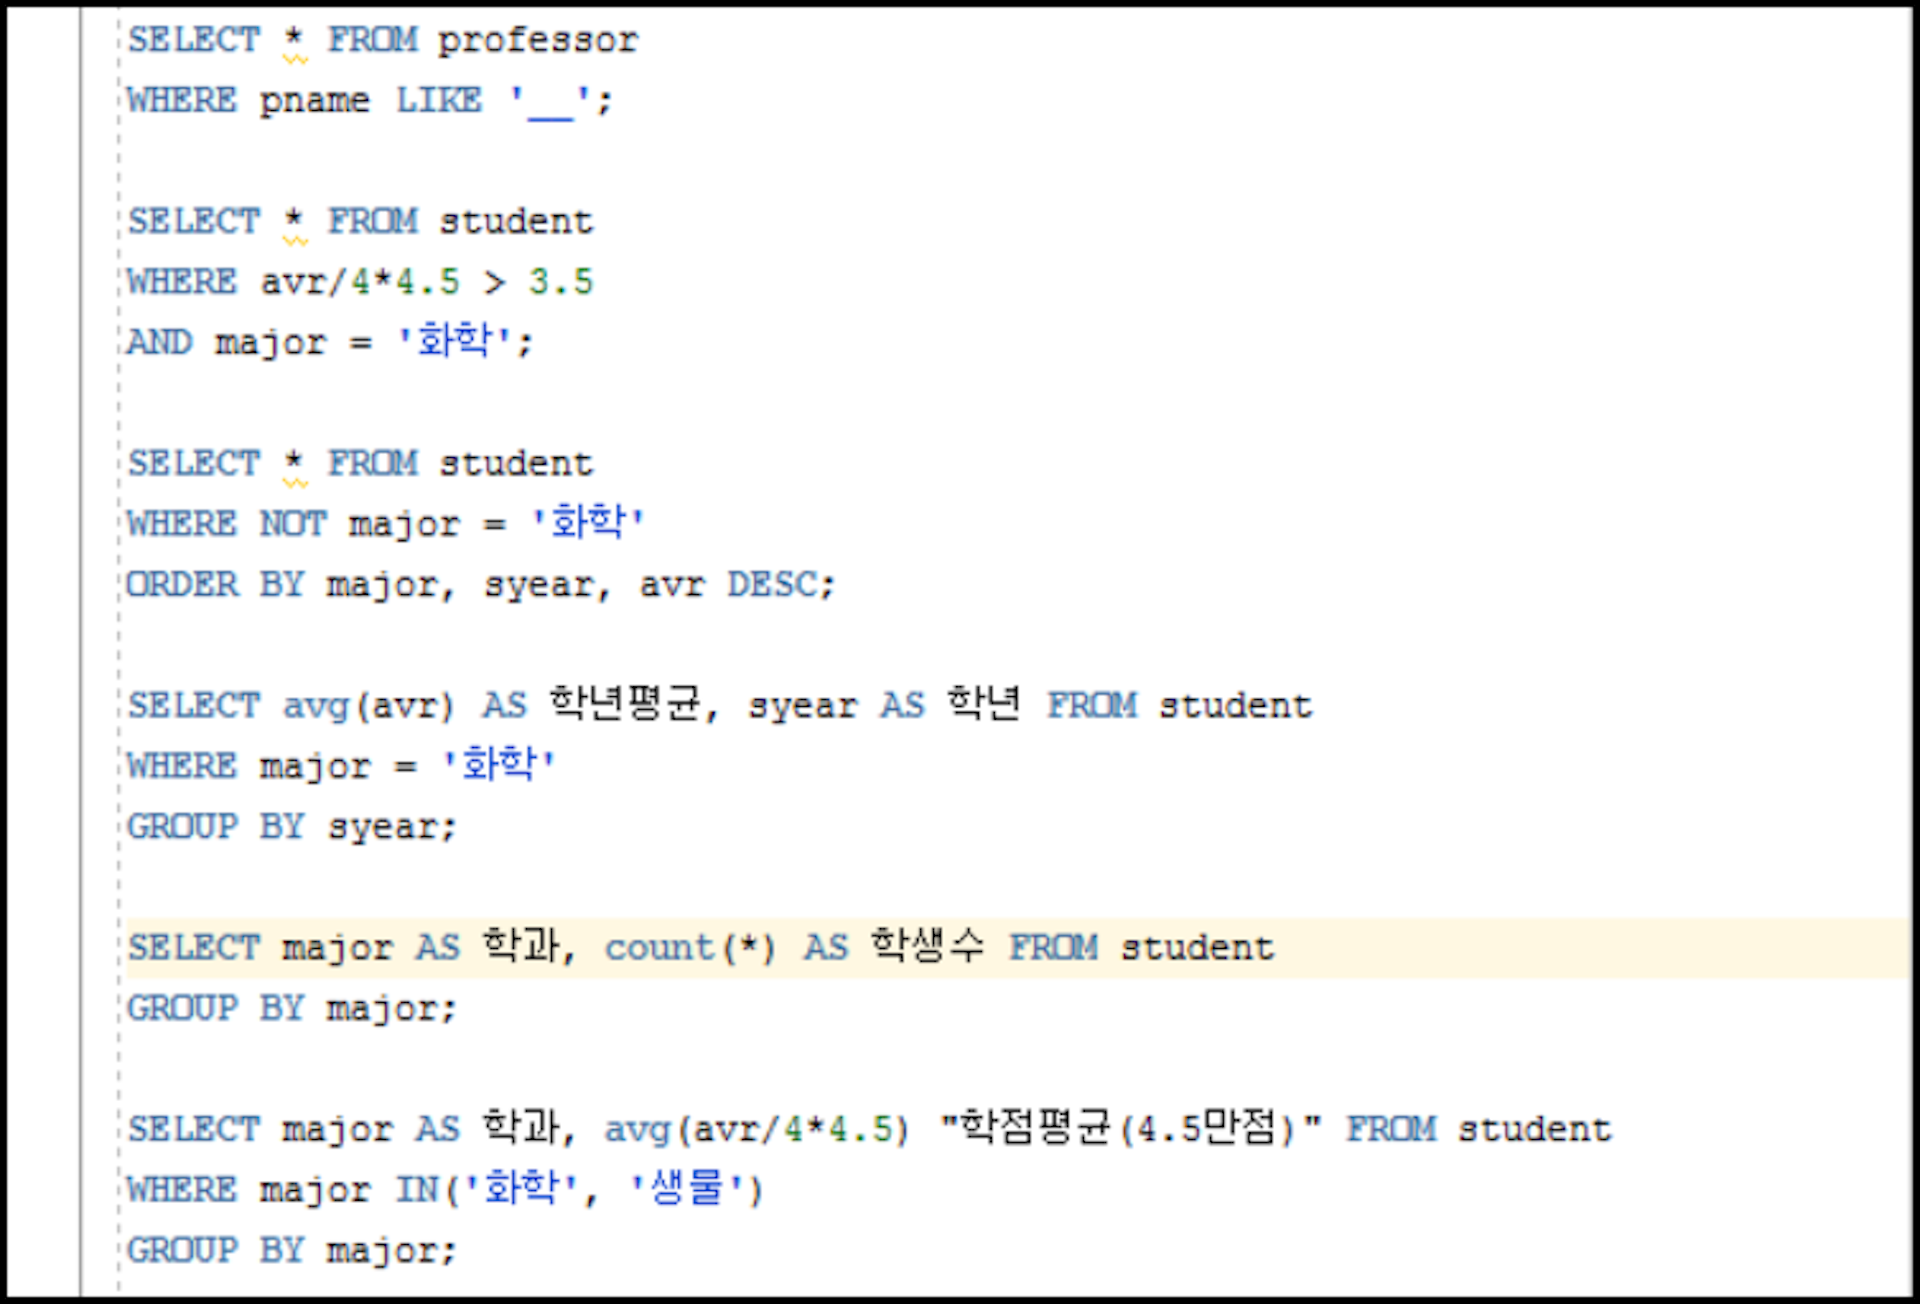 SELECT * FROM professor
WHERE pname LIKE '__';
SELECT * FROM student
WHERE avr/4*4.5 > 3.5
AND major = '화학';
SELECT * FROM student
WHERE NOT major = '화학'
ORDER BY major, syear, avr DESC;
SELECT avg(avr) AS 학년평균, syear AS 학년 FROM student
WHERE major = '화학'
GROUP BY syear;
SELECT major AS 학과, count(*) AS 학생수 FROM student
GROUP BY major;
SELECT major AS 학과, avg(avr/4*4.5) "학점평균(4.5만점)" FROM student
WHERE major IN('화학', '생물')
GROUP BY major;